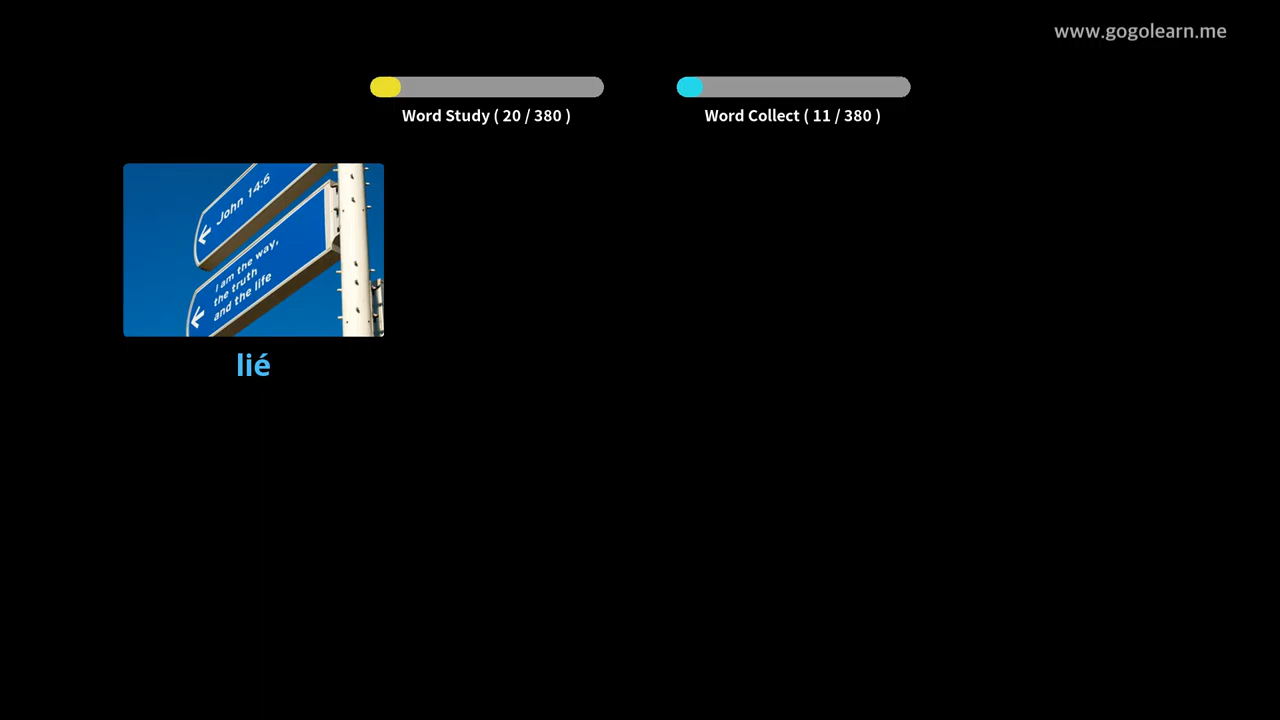 www.gogolearn.me
Word Study ( 20 / 380 )
Word Collect ( 11 / 380 )
John 14:6
I am the way,
the truth
and the life
lié